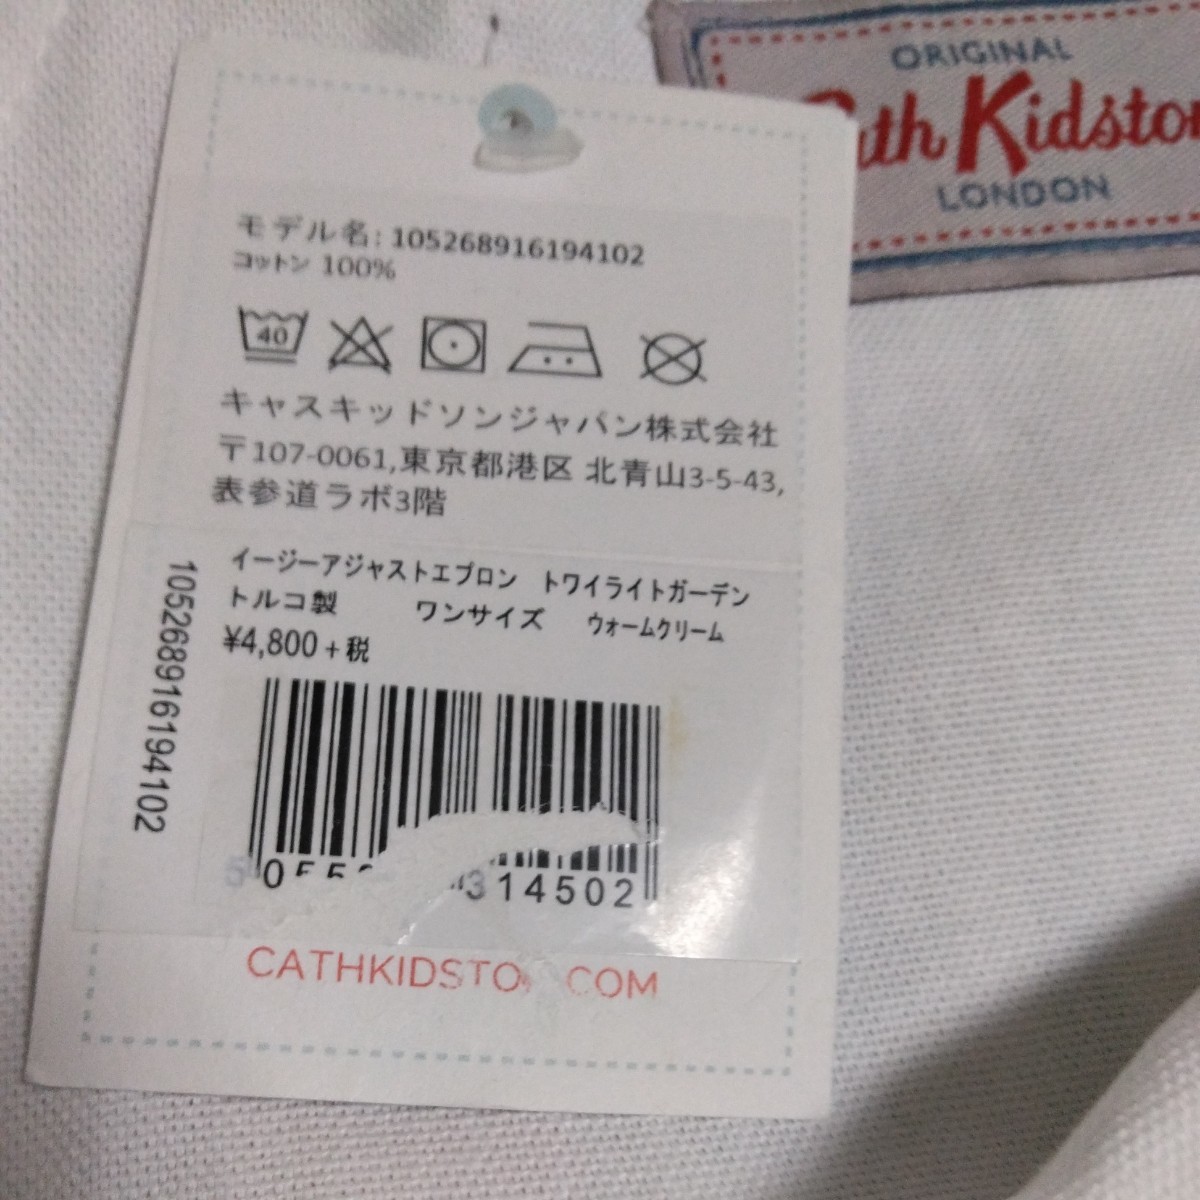 ORIGINAL
Cath Kidston
LONDON
モデル名: 105268916194102
コットン 100%
40
キャスキッドソンジャパン株式会社
〒107-0061,東京都港区 北青山3-5-43,
表参道ラボ3階
イージーアジャストエプロン トワイライトガーデン
トルコ製 ワンサイズ ウォームクリーム
¥4,800+税
105268916194102
314502
CATHKIDSTO COM